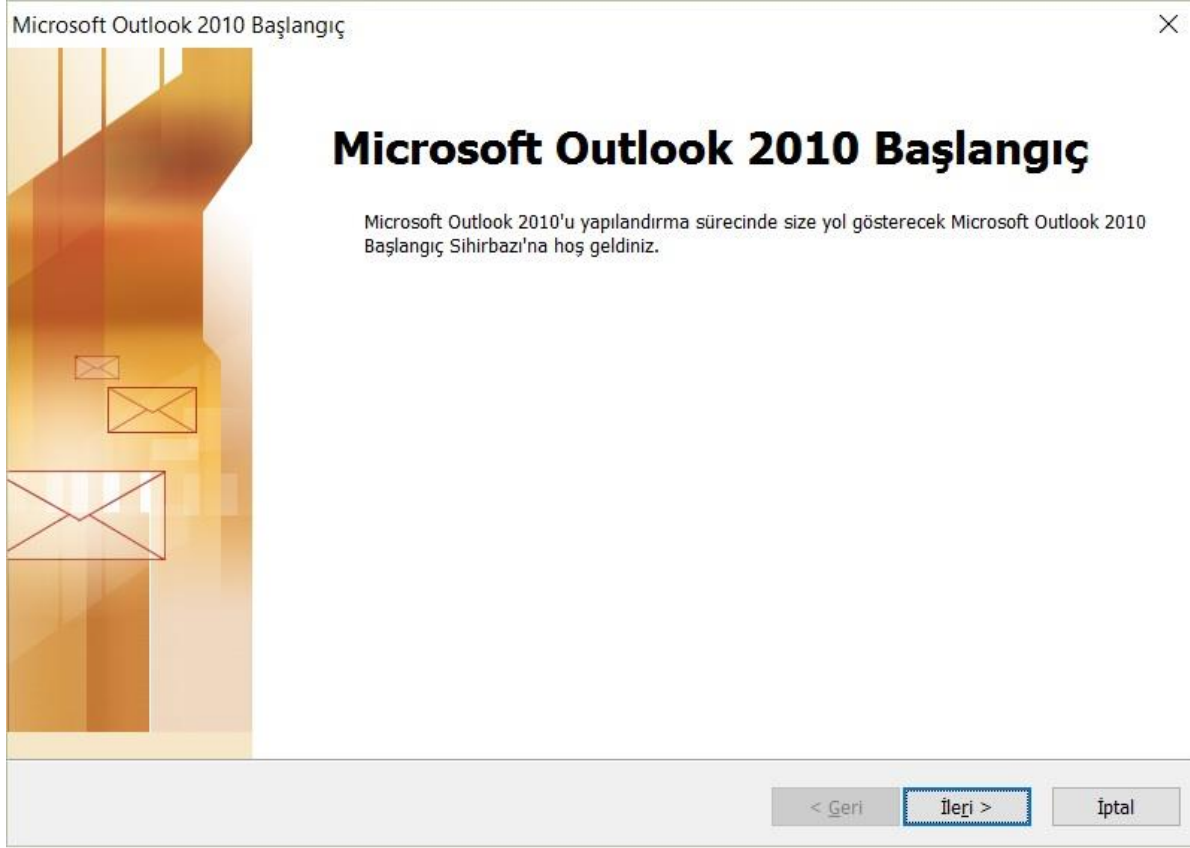 Microsoft Outlook 2010 Başlangıç
Microsoft Outlook 2010 Başlangıç
Microsoft Outlook 2010'u yapılandırma sürecinde size yol gösterecek Microsoft Outlook 2010
Başlangıç Sihirbazı'na hoş geldiniz.
< Geri
İleri >
İptal